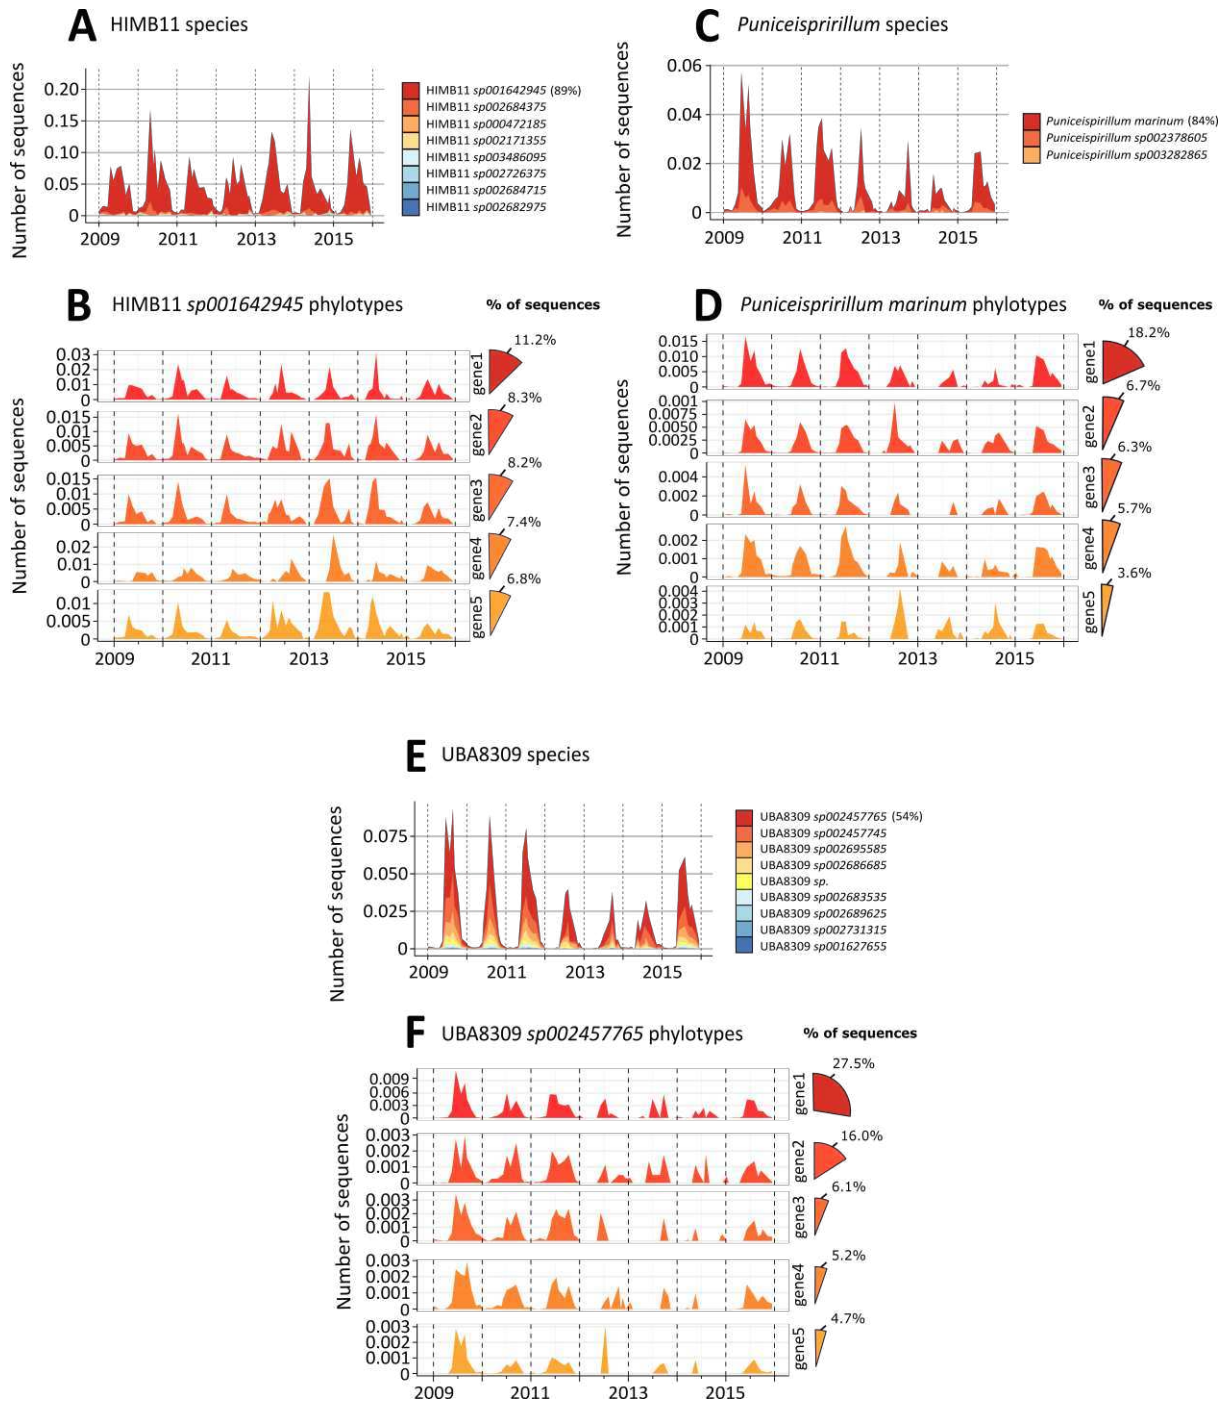 A HIMB11 species
Number of sequences
0.20
0.15
0.10
0.05
0
2009 2011 2013 2015
HIMB11 sp001642945 (89%)
HIMB11 sp002684375
HIMB11 sp000472185
HIMB11 sp002171355
HIMB11 sp003486095
HIMB11 sp002726375
HIMB11 sp002684715
HIMB11 sp002682975
C Puniceispririllum species
Number of sequences
0.06
0.04
0.02
0
2009 2011 2013 2015
Puniceispirillum marinum (84%)
Puniceispirillum sp002378605
Puniceispirillum sp003282865
B HIMB11 sp001642945 phylotypes
% of sequences
Number of sequences
0.03
0.02
0.01
0
gene1
11.2%
0.015
0.01
0.005
0
gene2
8.3%
0.015
0.01
0.005
0
gene3
8.2%
0.02
0.01
0
gene4
7.4%
0.01
0.005
0
gene5
6.8%
2009 2011 2013 2015
D Puniceispririllum marinum phylotypes
% of sequences
Number of sequences
0.015
0.010
0.005
0
gene1
18.2%
0.001
0.0075
0.0050
0.0025
0
gene2
6.7%
0.004
0.002
0
gene3
6.3%
0.002
0.001
0
gene4
5.7%
0.004
0.003
0.001
0.001
0
gene5
3.6%
2009 2011 2013 2015
E UBA8309 species
Number of sequences
0.075
0.050
0.025
0
2009 2011 2013 2015
UBA8309 sp002457765 (54%)
UBA8309 sp002457745
UBA8309 sp002695585
UBA8309 sp002686685
UBA8309 sp.
UBA8309 sp002683535
UBA8309 sp002689625
UBA8309 sp002731315
UBA8309 sp001627655
F UBA8309 sp002457765 phylotypes
% of sequences
Number of sequences
0.009
0.006
0.003
0
gene1
27.5%
0.003
0.002
0.001
0
gene2
16.0%
0.003
0.002
0.001
0
gene3
6.1%
0.003
0.002
0.001
0
gene4
5.2%
0.003
0.002
0.001
0
gene5
4.7%
2009 2011 2013 2015